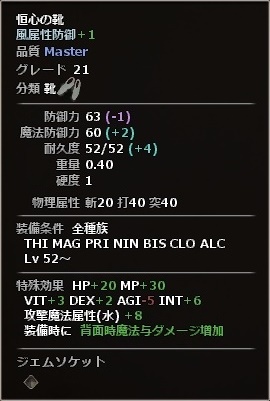 恒心の靴
風属性防御+1
品質 Master
グレード 21
分類 靴
防御力 63 (-1)
魔法防御力 60 (+2)
耐久度 52/52 (+4)
重量 0.40
硬度 1
物理属性 斬20 打40 突40
装備条件 全種族
THI MAG PRI NIN BIS CLO ALC
Lv 52～
特殊効果 HP+20 MP+30
VIT+3 DEX+2 AGI-5 INT+6
攻撃魔法属性(水) +8
装備時に 背面時魔法与ダメージ増加
ジェムソケット